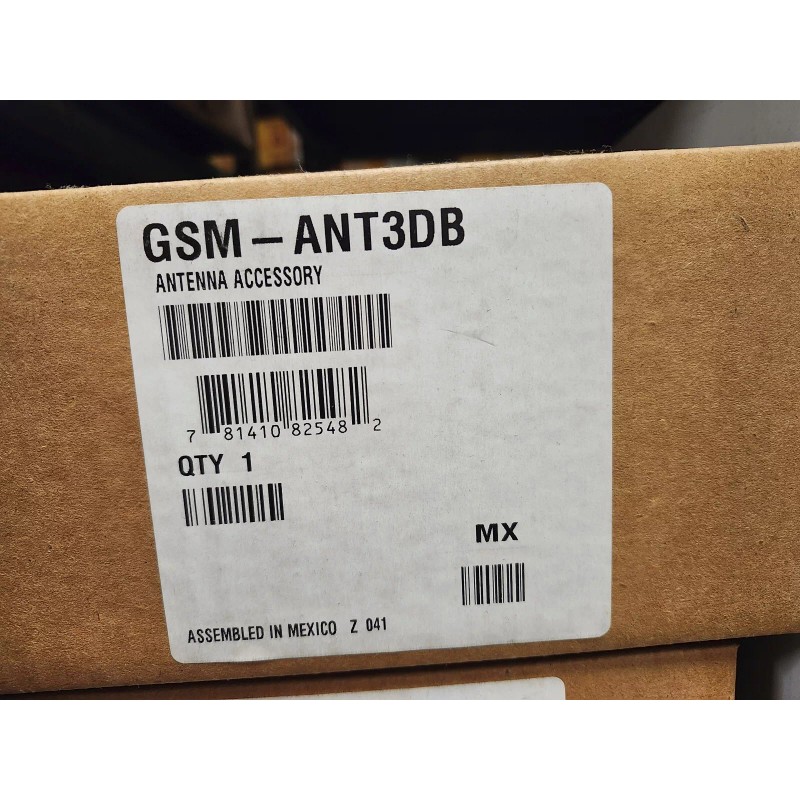 GSM – ANT3DB
ANTENNA ACCESSORY
7 81410 82548 2
QTY 1
MX
ASSEMBLED IN MEXICO Z 041